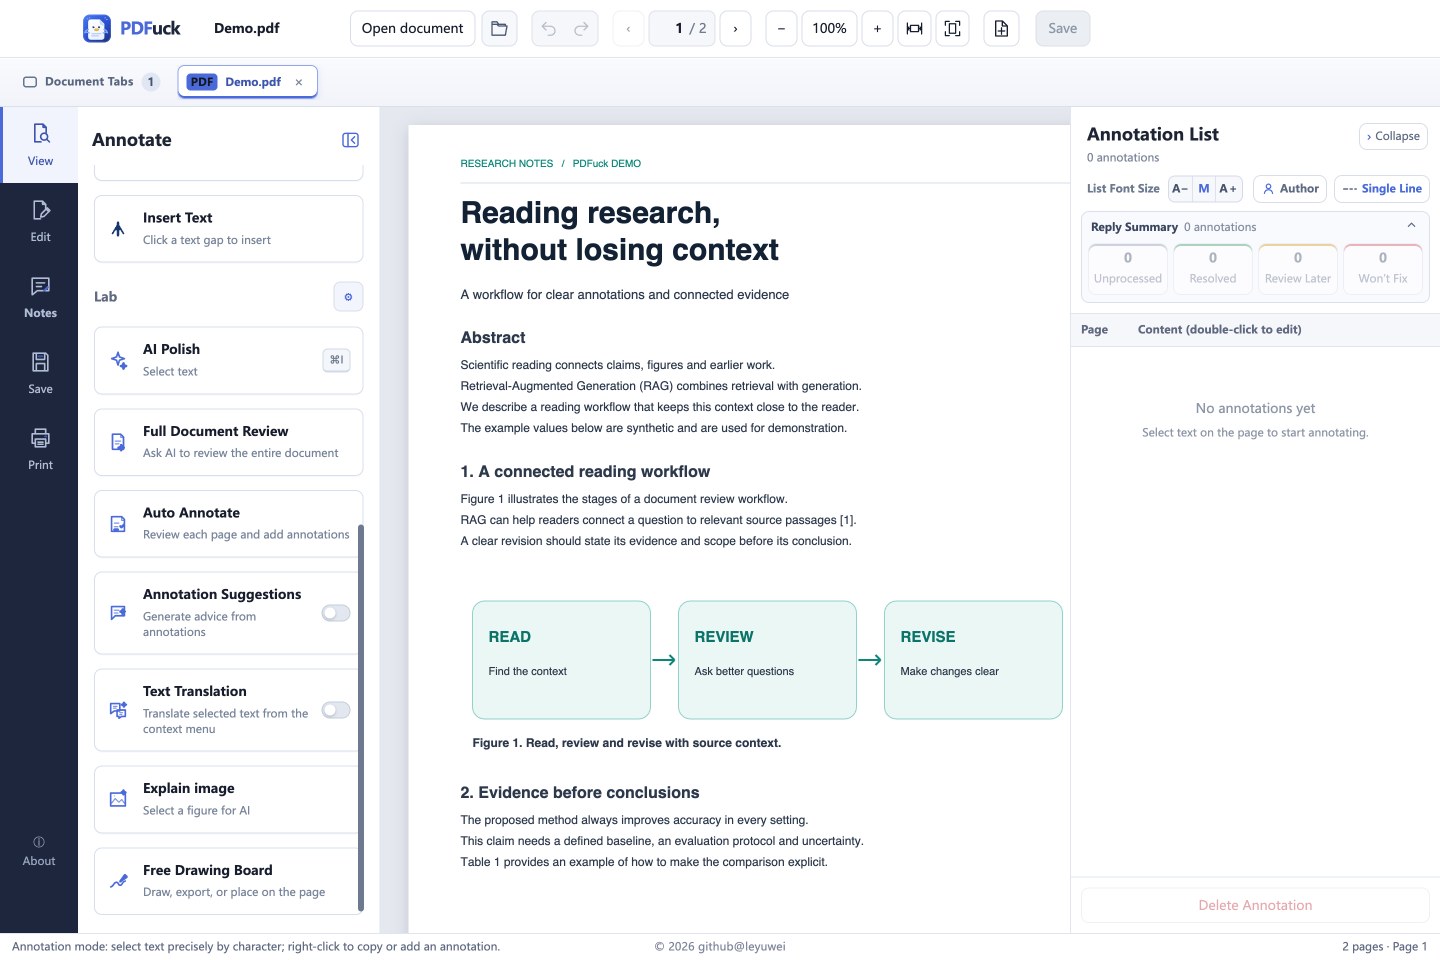 PDFuck
Demo.pdf
Open document
1 / 2
100%
Save
Document Tabs 1
PDF Demo.pdf ×
View
Edit
Notes
Save
Print
About
Annotate
Insert Text
Click a text gap to insert
Lab
AI Polish
Select text
⌘I
Full Document Review
Ask AI to review the entire document
Auto Annotate
Review each page and add annotations
Annotation Suggestions
Generate advice from
annotations
Text Translation
Translate selected text from the
context menu
Explain image
Select a figure for AI
Free Drawing Board
Draw, export, or place on the page
RESEARCH NOTES / PDFuck DEMO
Reading research,
without losing context
A workflow for clear annotations and connected evidence
Abstract
Scientific reading connects claims, figures and earlier work.
Retrieval-Augmented Generation (RAG) combines retrieval with generation.
We describe a reading workflow that keeps this context close to the reader.
The example values below are synthetic and are used for demonstration.
1. A connected reading workflow
Figure 1 illustrates the stages of a document review workflow.
RAG can help readers connect a question to relevant source passages [1].
A clear revision should state its evidence and scope before its conclusion.
READ
Find the context
REVIEW
Ask better questions
REVISE
Make changes clear
Figure 1. Read, review and revise with source context.
2. Evidence before conclusions
The proposed method always improves accuracy in every setting.
This claim needs a defined baseline, an evaluation protocol and uncertainty.
Table 1 provides an example of how to make the comparison explicit.
Annotation List
› Collapse
0 annotations
List Font Size A− M A+ Author --- Single Line
Reply Summary 0 annotations
0 0 0 0
Unprocessed Resolved Review Later Won't Fix
Page Content (double-click to edit)
No annotations yet
Select text on the page to start annotating.
Delete Annotation
Annotation mode: select text precisely by character; right-click to copy or add an annotation.
© 2026 github@leyuwei
2 pages · Page 1